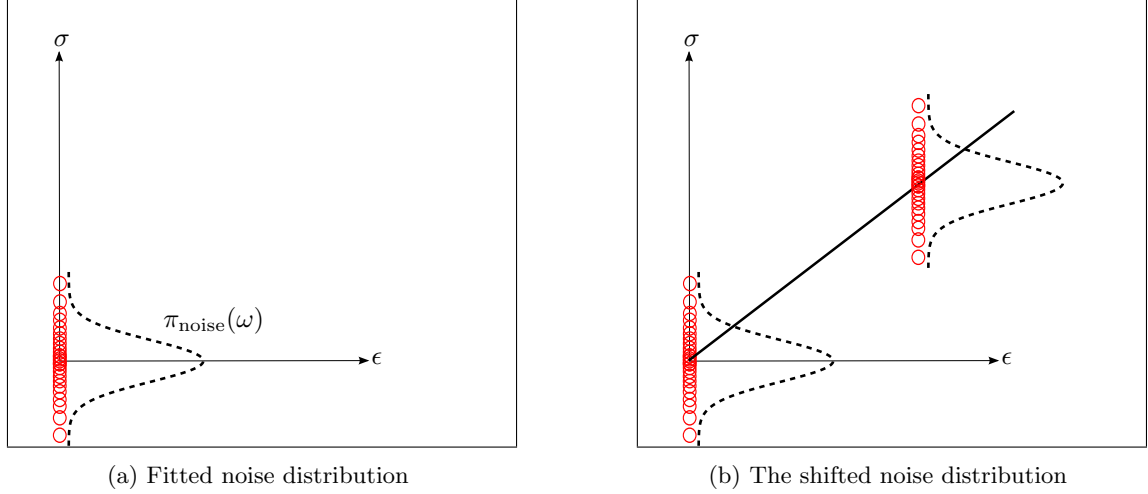 σ
π_noise(ω)
ϵ
(a) Fitted noise distribution
σ
ϵ
(b) The shifted noise distribution